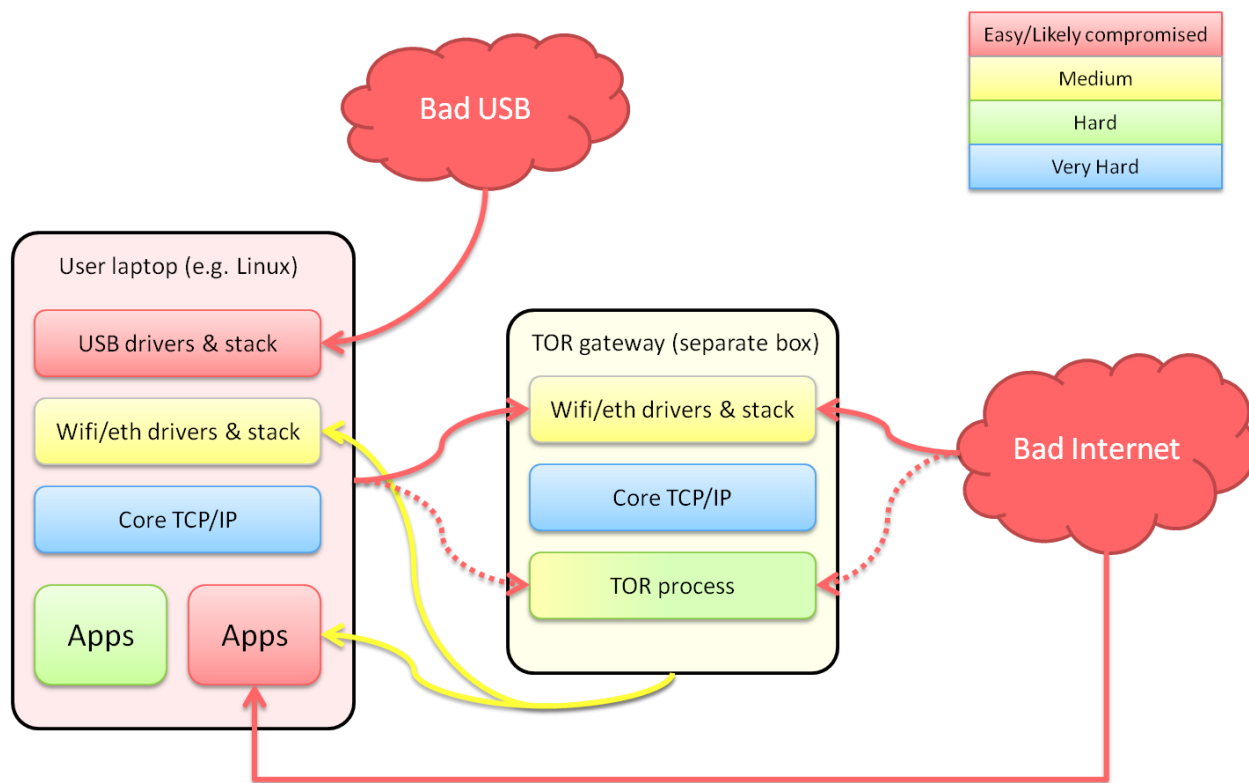 Easy/Likely compromised
Medium
Hard
Very Hard
Bad USB
User laptop (e.g. Linux)
USB drivers & stack
Wifi/eth drivers & stack
Core TCP/IP
Apps
Apps
TOR gateway (separate box)
Wifi/eth drivers & stack
Core TCP/IP
TOR process
Bad Internet